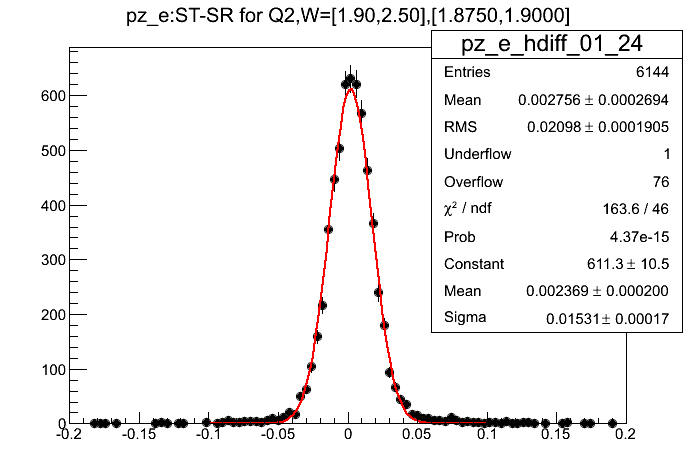 pz_e:ST-SR for Q2,W=[1.90,2.50],[1.8750,1.9000]
pz_e_hdiff_01_24
Entries 6144
Mean 0.002756 ± 0.0002694
RMS 0.02098 ± 0.0001905
Underflow 1
Overflow 76
χ² / ndf 163.6 / 46
Prob 4.37e-15
Constant 611.3 ± 10.5
Mean 0.002369 ± 0.000200
Sigma 0.01531 ± 0.00017
600
500
400
300
200
100
0
-0.2 -0.15 -0.1 -0.05 0 0.05 0.1 0.15 0.2